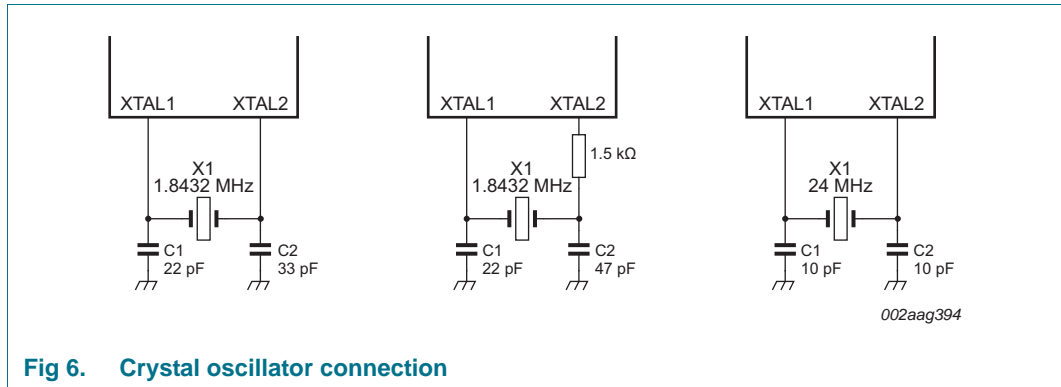 XTAL1 XTAL2
X1
1.8432 MHz
C1
22 pF
C2
33 pF
XTAL1 XTAL2
1.5 kΩ
X1
1.8432 MHz
C1
22 pF
C2
47 pF
XTAL1 XTAL2
X1
24 MHz
C1
10 pF
C2
10 pF
002aag394
Fig 6. Crystal oscillator connection